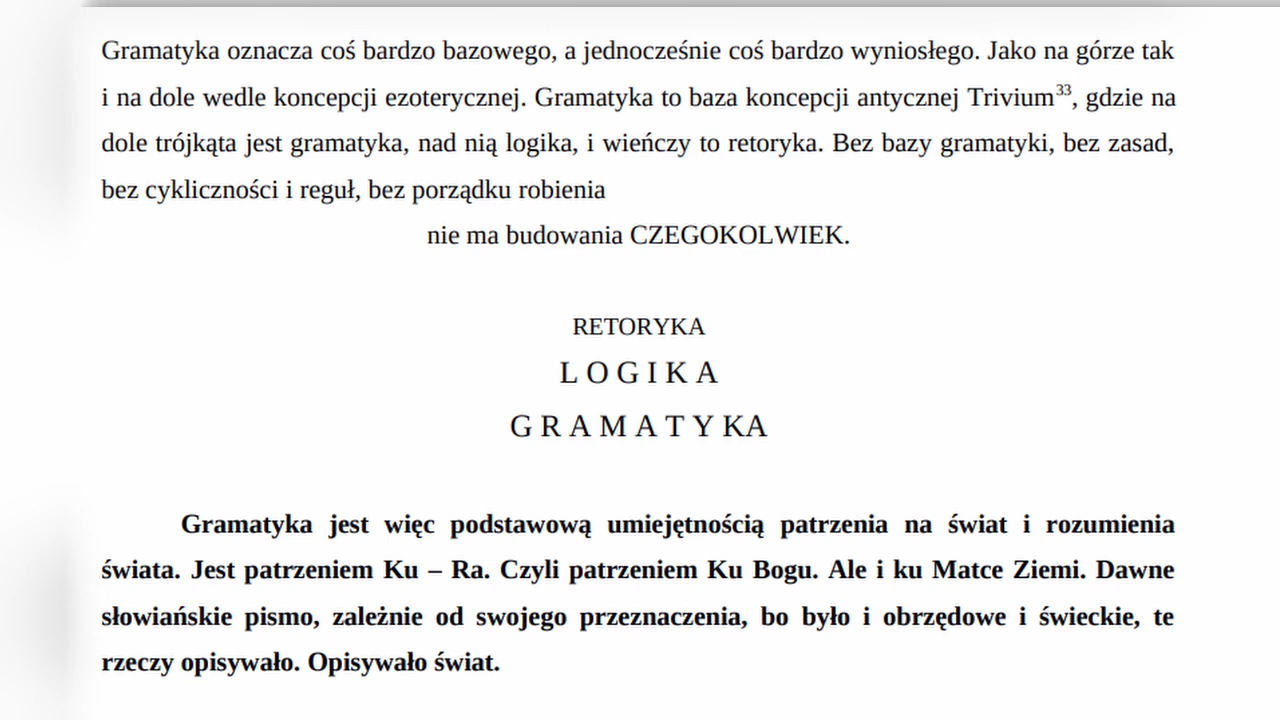 Gramatyka oznacza coś bardzo bazowego, a jednocześnie coś bardzo wyniosłego. Jako na górze tak
i na dole wedle koncepcji ezoterycznej. Gramatyka to baza koncepcji antycznej Trivium33, gdzie na
dole trójkąta jest gramatyka, nad nią logika, i wieńczy to retoryka. Bez bazy gramatyki, bez zasad,
bez cykliczności i reguł, bez porządku robienia
nie ma budowania CZEGOKOLWIEK.
RETORYKA
L O G I K A
G R A M A T Y KA
Gramatyka jest więc podstawową umiejętnością patrzenia na świat i rozumienia
świata. Jest patrzeniem Ku – Ra. Czyli patrzeniem Ku Bogu. Ale i ku Matce Ziemi. Dawne
słowiańskie pismo, zależnie od swojego przeznaczenia, bo było i obrzędowe i świeckie, te
rzeczy opisywało. Opisywało świat.